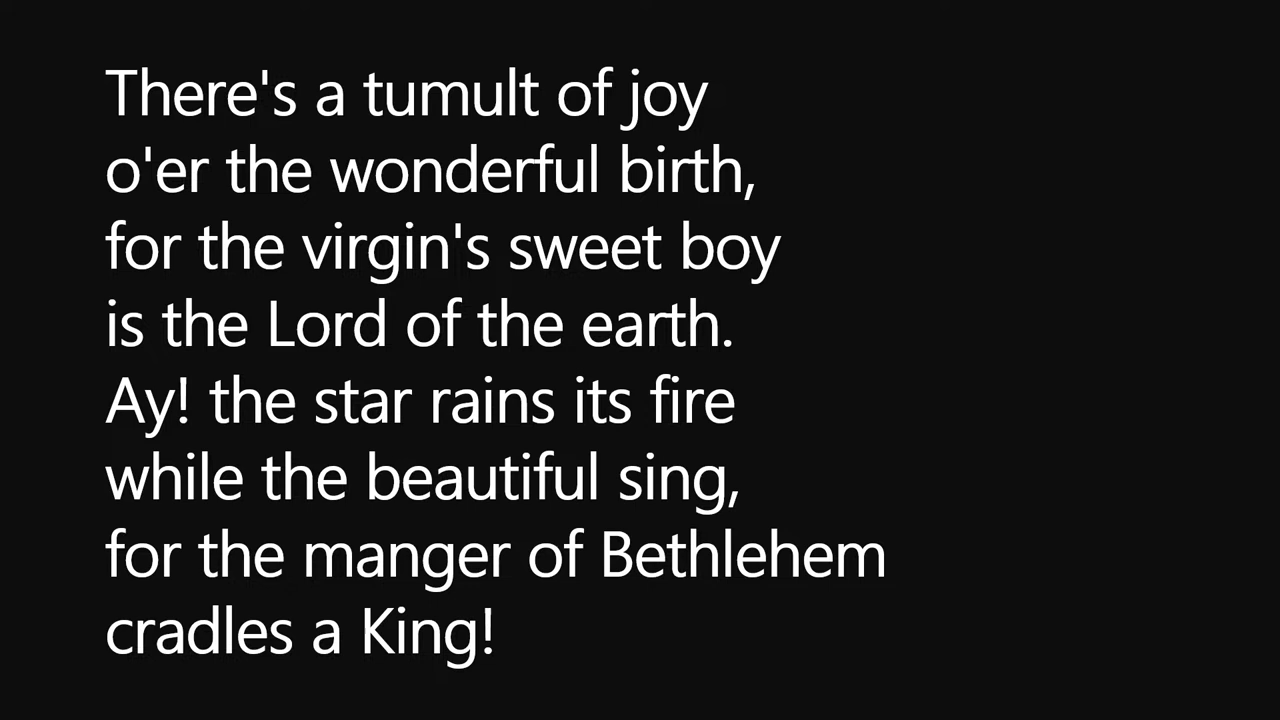 There's a tumult of joy
o'er the wonderful birth,
for the virgin's sweet boy
is the Lord of the earth.
Ay! the star rains its fire
while the beautiful sing,
for the manger of Bethlehem
cradles a King!